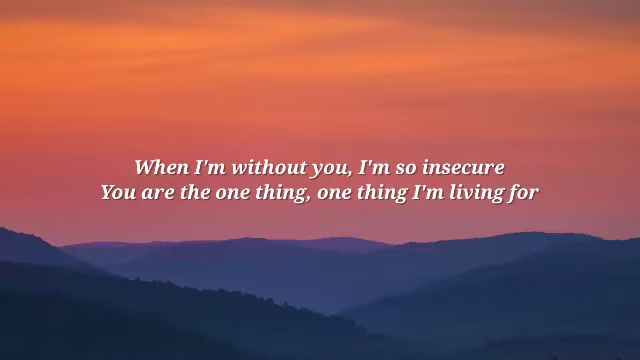 When I'm without you, I'm so insecure
You are the one thing, one thing I'm living for